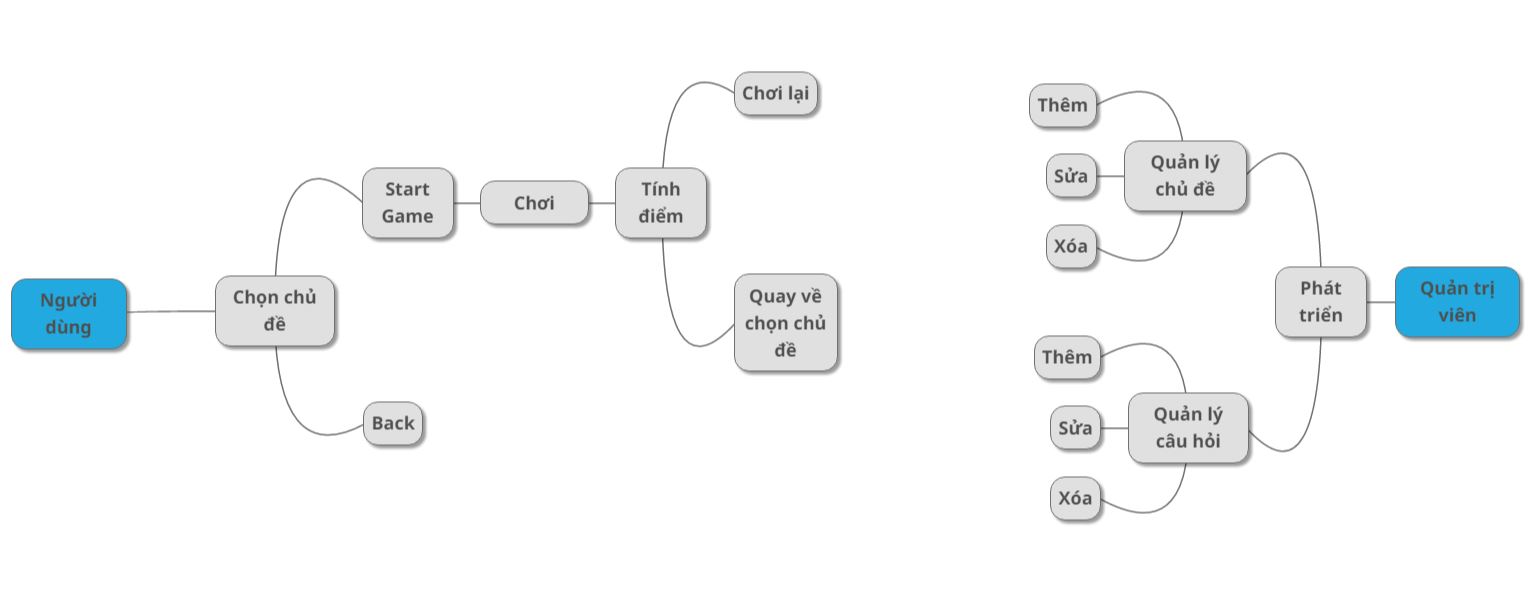 Người
dùng
Chọn chủ
đề
Start
Game
Chơi
Tính
điểm
Chơi lại
Quay về
chọn chủ
đề
Back
Thêm
Sửa
Xóa
Quản lý
chủ đề
Thêm
Sửa
Xóa
Quản lý
câu hỏi
Phát
triển
Quản trị
viên